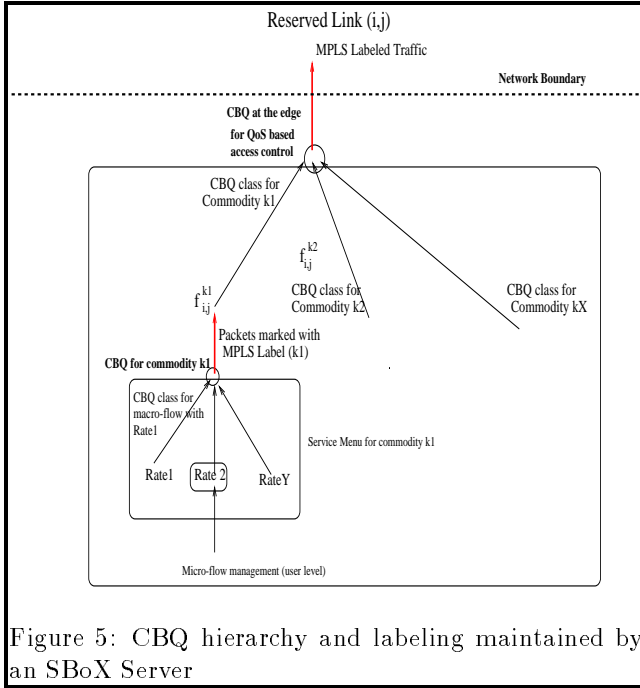 Reserved Link (i,j)
MPLS Labeled Traffic
Network Boundary
CBQ at the edge
for QoS based
access control
CBQ class for
Commodity k1
f i,j k1
f i,j k2
CBQ class for
Commodity k2
CBQ class for
Commodity kX
Packets marked with
MPLS Label (k1)
CBQ for commodity k1
CBQ class for
macro-flow with
Rate1
Service Menu for commodity k1
Rate1
Rate 2
RateY
Micro-flow management (user level)
Figure 5: CBQ hierarchy and labeling maintained by
an SBoX Server